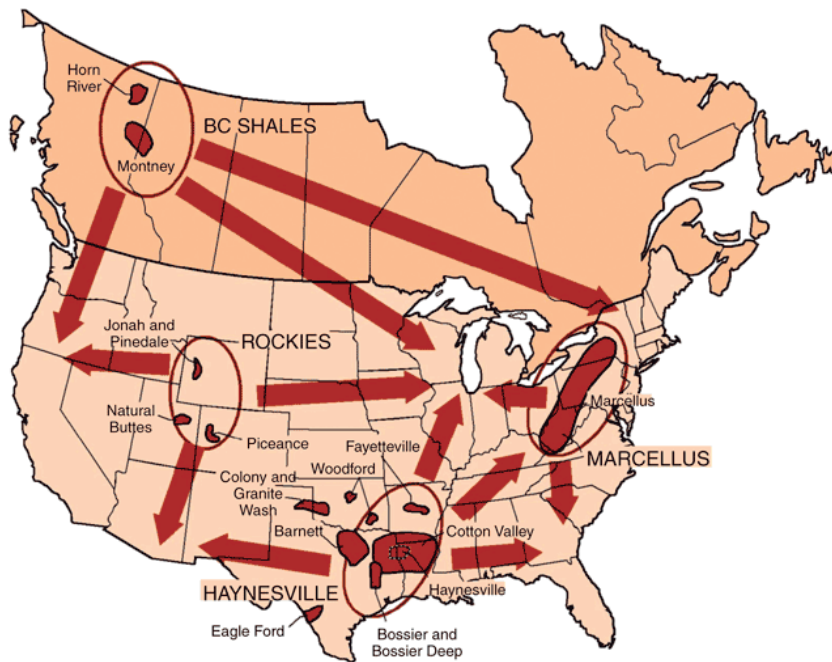 Horn
River
BC SHALES
Montney
Jonah and
Pinedale
ROCKIES
Natural
Buttes
Piceance
Marcellus
MARCELLUS
Fayetteville
Woodford
Colony and
Granite
Wash
Barnett
Cotton Valley
HAYNESVILLE
Haynesville
Eagle Ford
Bossier and
Bossier Deep